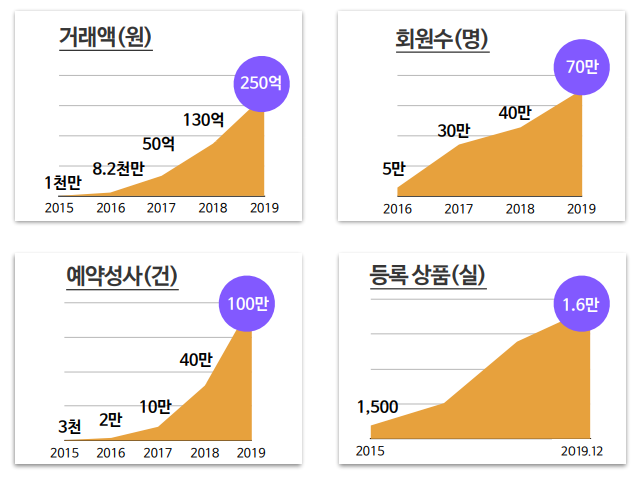 거래액(원)
250억
130억
50억
8.2천만
1천만
2015 2016 2017 2018 2019
회원수(명)
70만
40만
30만
5만
2016 2017 2018 2019
예약성사(건)
100만
40만
10만
2만
3천
2015 2016 2017 2018 2019
등록 상품(실)
1.6만
1,500
2015 2019.12